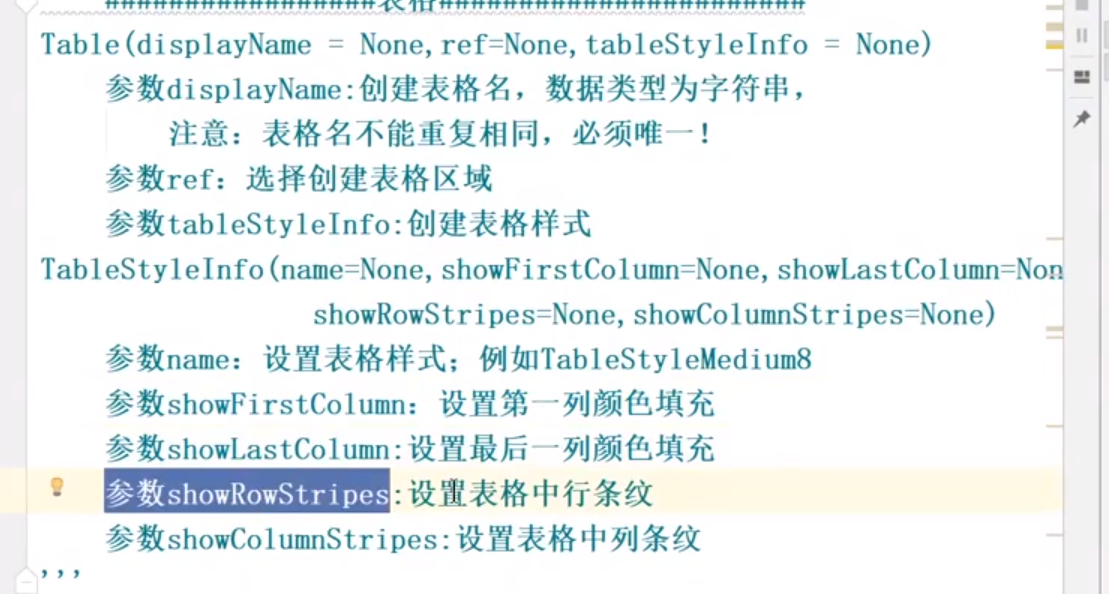 #################表格#######################
Table(displayName = None,ref=None,tableStyleInfo = None)
参数displayName:创建表格名，数据类型为字符串，
注意：表格名不能重复相同，必须唯一！
参数ref：选择创建表格区域
参数tableStyleInfo:创建表格样式
TableStyleInfo(name=None,showFirstColumn=None,showLastColumn=Non
showRowStripes=None,showColumnStripes=None)
参数name：设置表格样式；例如TableStyleMedium8
参数showFirstColumn：设置第一列颜色填充
参数showLastColumn:设置最后一列颜色填充
参数showRowStripes:设置表格中行条纹
参数showColumnStripes:设置表格中列条纹
'''